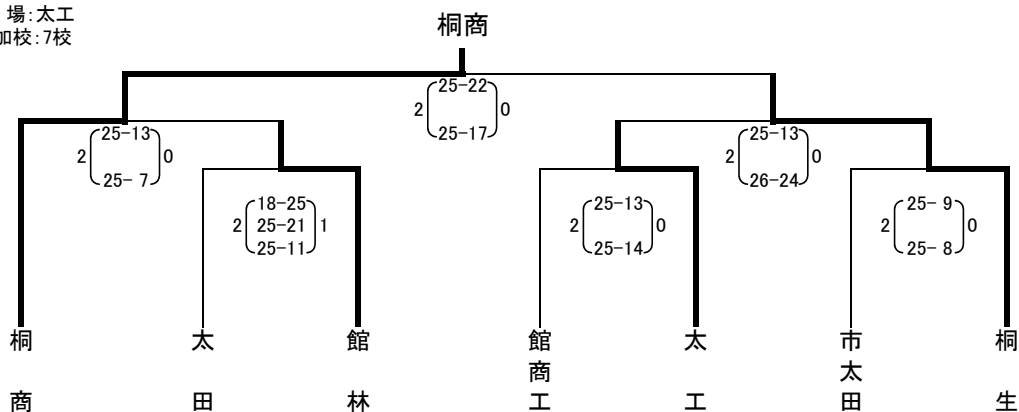 場:太工
加校:7校
桐商
25-22
2 0
25-17
25-13
2 0
25- 7
25-13
2 0
26-24
18-25
2 25-21 1
25-11
25-13
2 0
25-14
25- 9
2 0
25- 8
桐商
太田
館林
館商工
太工
市太田
桐生